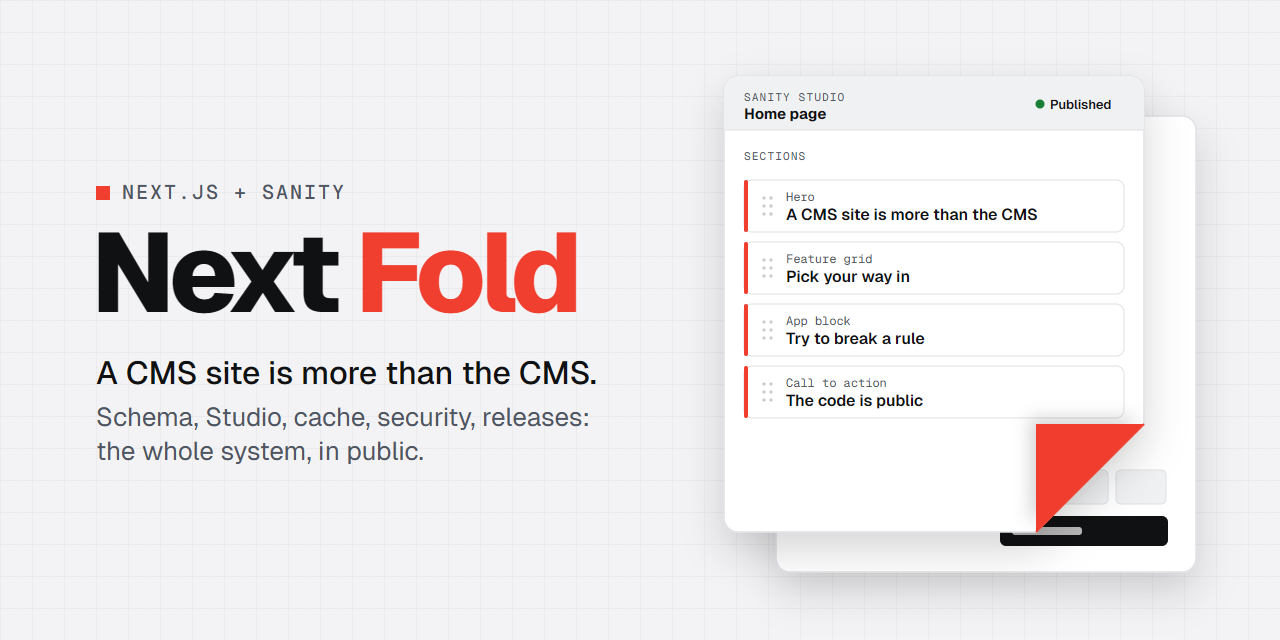 NEXT.JS + SANITY
Next Fold
A CMS site is more than the CMS.
Schema, Studio, cache, security, releases:
the whole system, in public.
SANITY STUDIO
Home page
Published
SECTIONS
Hero
A CMS site is more than the CMS
Feature grid
Pick your way in
App block
Try to break a rule
Call to action
The code is public